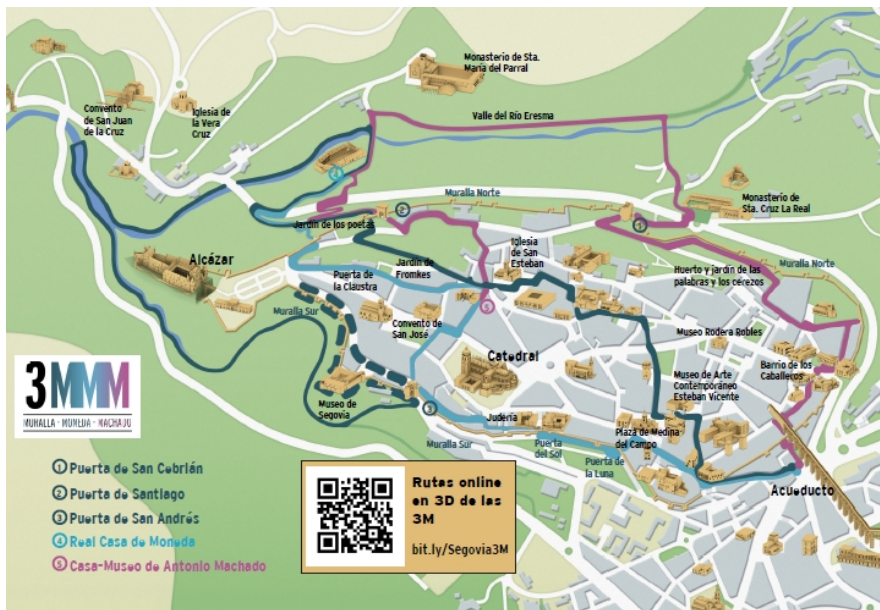 Monasterio de Sta.
María del Parral
Convento
de San Juan
de la Cruz
Iglesia de
la Vera
Cruz
Valle del Río Eresma
4
Muralla Norte
2
Jardín de los poetas
Monasterio de
Sta. Cruz La Real
1
Alcázar
Puerta de
la Claustra
Jardín de
Fromkes
Iglesia
de San
Esteban
Muralla Norte
Huerto y jardín de las
palabras y los cerezos
Muralla Sur
Convento
de San José
5
Catedral
Museo Rodera Robles
Museo de Arte
Contemporáneo
Esteban Vicente
Barrio de los
Caballeros
Museo de
Segovia
3
Judería
Muralla Sur
Puerta
del Sol
Plaza de Medina
del Campo
Puerta de
la Luna
Acueducto
3MMM
MURALLA · MONEDA · MACHADO
1 Puerta de San Cebrián
2 Puerta de Santiago
3 Puerta de San Andrés
4 Real Casa de Moneda
5 Casa-Museo de Antonio Machado
Rutas online
en 3D de las
3M
bit.ly/Segovia3M